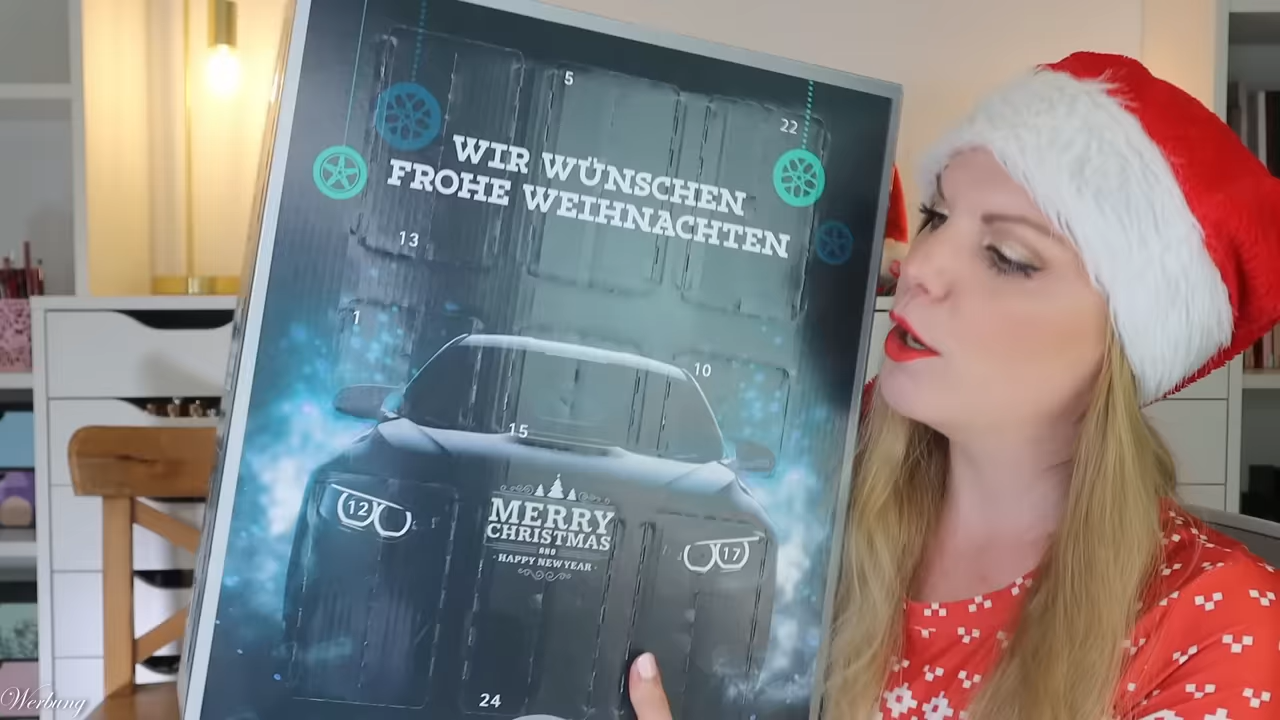 5
22
WIR WÜNSCHEN
FROHE WEIHNACHTEN
13
1
10
15
12
MERRY
CHRISTMAS
AND
HAPPY NEW YEAR
17
24
Werbung